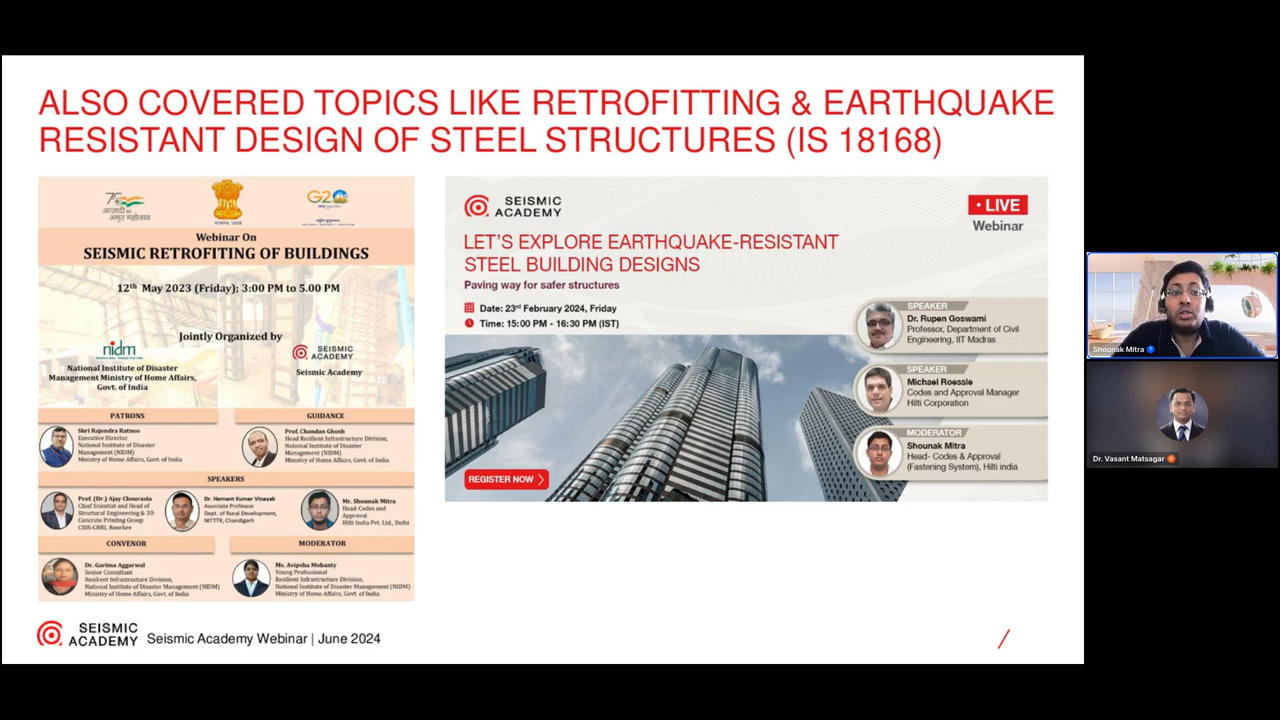 ALSO COVERED TOPICS LIKE RETROFITTING & EARTHQUAKE
RESISTANT DESIGN OF STEEL STRUCTURES (IS 18168)
आज़ादी का
अमृत महोत्सव
सत्यमेव जयते
G20
Webinar On
SEISMIC RETROFITING OF BUILDINGS
12th May 2023 (Friday); 3:00 PM to 5.00 PM
Jointly Organized by
nidm
National Institute of Disaster
Management Ministry of Home Affairs,
Govt. of India
SEISMIC
ACADEMY
Seismic Academy
PATRONS
Shri Rajendra Ratnoo
Executive Director
National Institute of Disaster
Management (NIDM)
Ministry of Home Affairs, Govt. of India
GUIDANCE
Prof. Chandan Ghosh
Head Resilient Infrastructure Division,
National Institute of Disaster
Management (NIDM)
Ministry of Home Affairs, Govt. of India
SPEAKERS
Prof. (Dr.) Ajay Chourasia
Chief Scientist and Head of
Structural Engineering & 3D
Concrete Printing Group
CSIR-CBRI, Roorkee
Dr. Hemant Kumar Vinayak
Associate Professor
Dept. of Rural Development,
NITTTR, Chandigarh
Mr. Shounak Mitra
Head-Codes and
Approval
Hilti India Pvt. Ltd., Delhi
CONVENOR
Dr. Garima Aggarwal
Senior Consultant
Resilient Infrastructure Division,
National Institute of Disaster Management (NIDM)
Ministry of Home Affairs, Govt. of India
MODERATOR
Ms. Avipsha Mohanty
Young Professional
Resilient Infrastructure Division,
National Institute of Disaster Management (NIDM)
Ministry of Home Affairs, Govt. of India
SEISMIC
ACADEMY
• LIVE
Webinar
LET'S EXPLORE EARTHQUAKE-RESISTANT
STEEL BUILDING DESIGNS
Paving way for safer structures
Date: 23rd February 2024, Friday
Time: 15:00 PM - 16:30 PM (IST)
SPEAKER
Dr. Rupen Goswami
Professor, Department of Civil
Engineering, IIT Madras
SPEAKER
Michael Roessle
Codes and Approval Manager
Hilti Corporation
MODERATOR
Shounak Mitra
Head- Codes & Approval
(Fastening System), Hilti india
REGISTER NOW
SEISMIC
ACADEMY
Seismic Academy Webinar | June 2024
Shounak Mitra
Dr. Vasant Matsagar